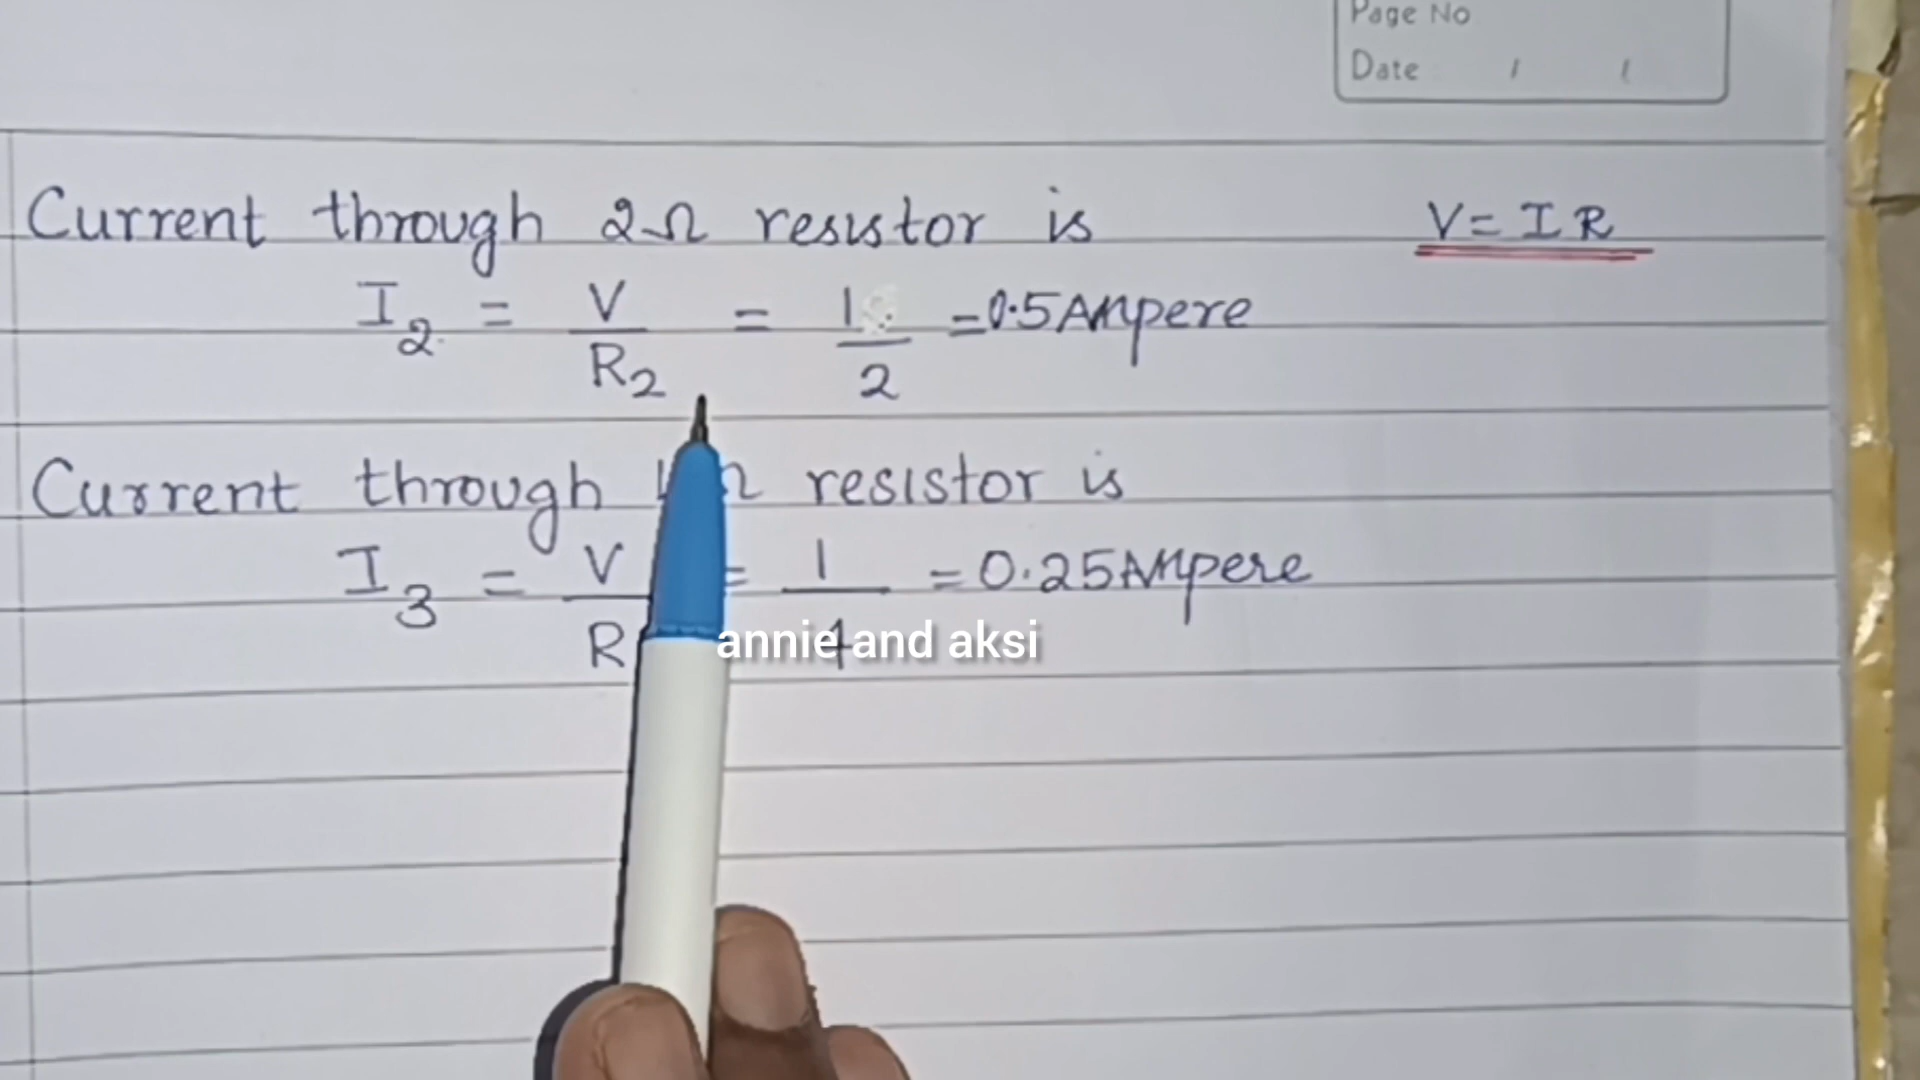 Page No
Date / /
Current through 2Ω resistor is
V = I R
I₂ = V/R₂ = 1/2 = 0.5 Ampere
Current through Ω resistor is
I₃ = V/R = 1/4 = 0.25 Ampere
annie and aksi